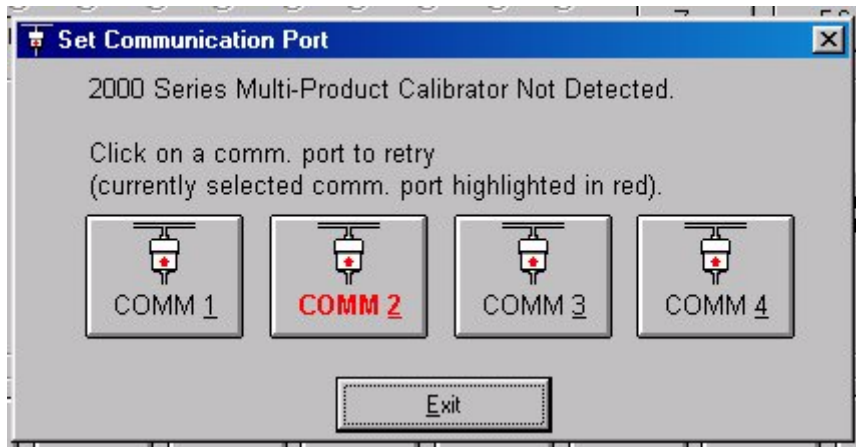 Set Communication Port
2000 Series Multi-Product Calibrator Not Detected.
Click on a comm. port to retry
(currently selected comm. port highlighted in red).
COMM 1
COMM 2
COMM 3
COMM 4
Exit